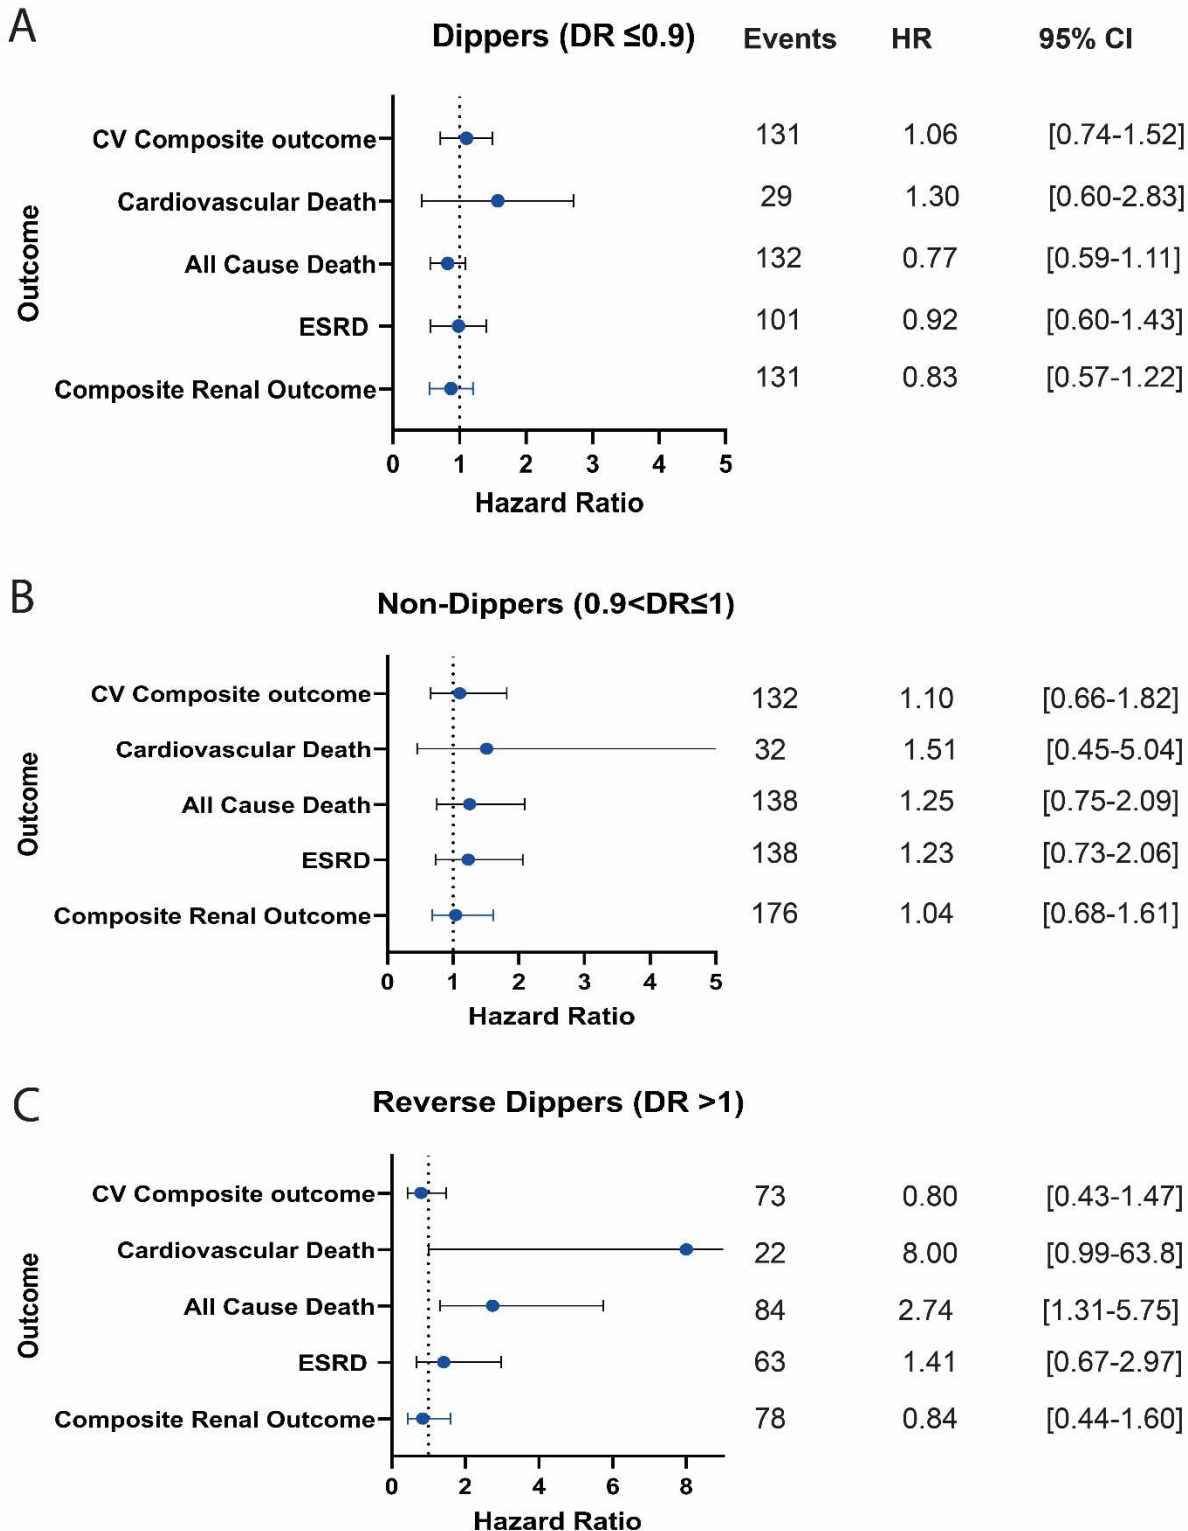 A
Dippers (DR ≤0.9) Events HR 95% CI
CV Composite outcome 131 1.06 [0.74-1.52]
Cardiovascular Death 29 1.30 [0.60-2.83]
All Cause Death 132 0.77 [0.59-1.11]
ESRD 101 0.92 [0.60-1.43]
Composite Renal Outcome 131 0.83 [0.57-1.22]
Outcome
0 1 2 3 4 5
Hazard Ratio
B
Non-Dippers (0.9<DR≤1)
CV Composite outcome 132 1.10 [0.66-1.82]
Cardiovascular Death 32 1.51 [0.45-5.04]
All Cause Death 138 1.25 [0.75-2.09]
ESRD 138 1.23 [0.73-2.06]
Composite Renal Outcome 176 1.04 [0.68-1.61]
Outcome
0 1 2 3 4 5
Hazard Ratio
C
Reverse Dippers (DR >1)
CV Composite outcome 73 0.80 [0.43-1.47]
Cardiovascular Death 22 8.00 [0.99-63.8]
All Cause Death 84 2.74 [1.31-5.75]
ESRD 63 1.41 [0.67-2.97]
Composite Renal Outcome 78 0.84 [0.44-1.60]
Outcome
0 2 4 6 8
Hazard Ratio